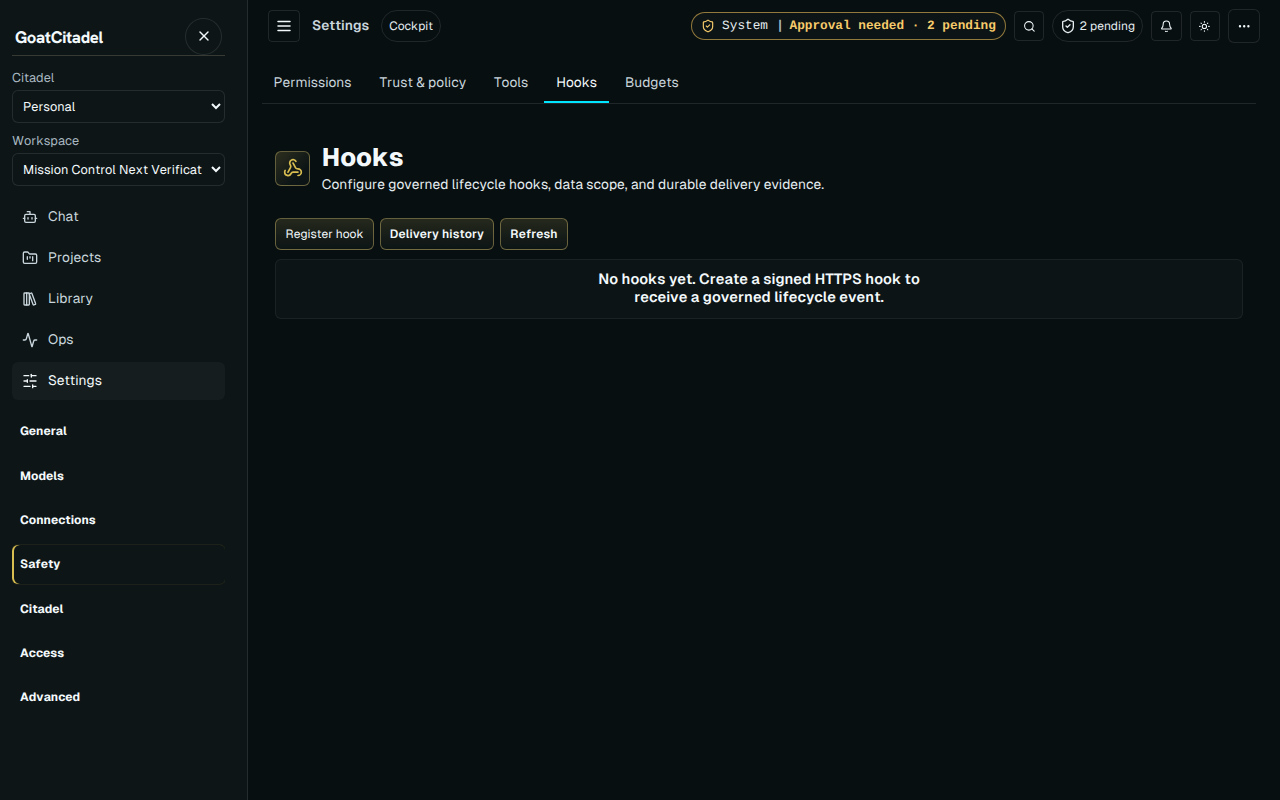 GoatCitadel
Citadel
Personal
Workspace
Mission Control Next Verificat
Chat
Projects
Library
Ops
Settings
General
Models
Connections
Safety
Citadel
Access
Advanced
Settings
Cockpit
System | Approval needed · 2 pending
2 pending
Permissions
Trust & policy
Tools
Hooks
Budgets
Hooks
Configure governed lifecycle hooks, data scope, and durable delivery evidence.
Register hook
Delivery history
Refresh
No hooks yet. Create a signed HTTPS hook to
receive a governed lifecycle event.